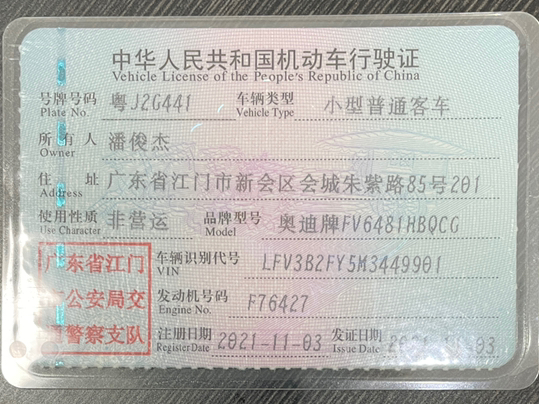 中华人民共和国机动车行驶证
Vehicle License of the People's Republic of China
号牌号码 粤J2G441 车辆类型 小型普通客车
Plate No. Vehicle Type
所有人 潘俊杰
Owner
住址 广东省江门市新会区会城朱紫路85号201
Address
使用性质 非营运 品牌型号 奥迪牌FV6481HBQCG
Use Character Model
广东省江门 车辆识别代号 LFV3B2FY5M3449901
VIN
公安局交 发动机号码 F76427
Engine No.
警察支队 注册日期 2021-11-03 发证日期 2021-11-03
Register Date Issue Date